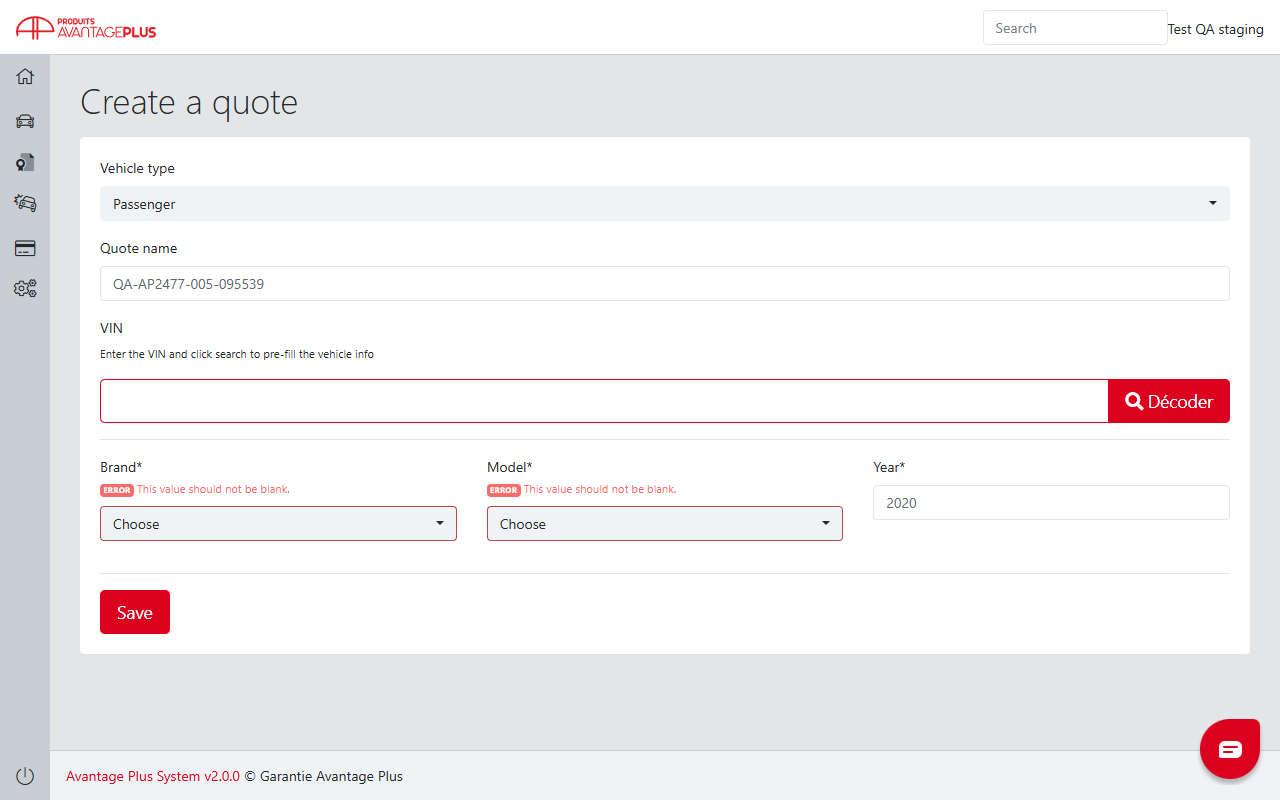 PRODUITS
AVANTAGEPLUS
Search
Test QA staging
Create a quote
Vehicle type
Passenger
Quote name
QA-AP2477-005-095539
VIN
Enter the VIN and click search to pre-fill the vehicle info
Décoder
Brand*
ERROR This value should not be blank.
Choose
Model*
ERROR This value should not be blank.
Choose
Year*
2020
Save
Avantage Plus System v2.0.0 © Garantie Avantage Plus